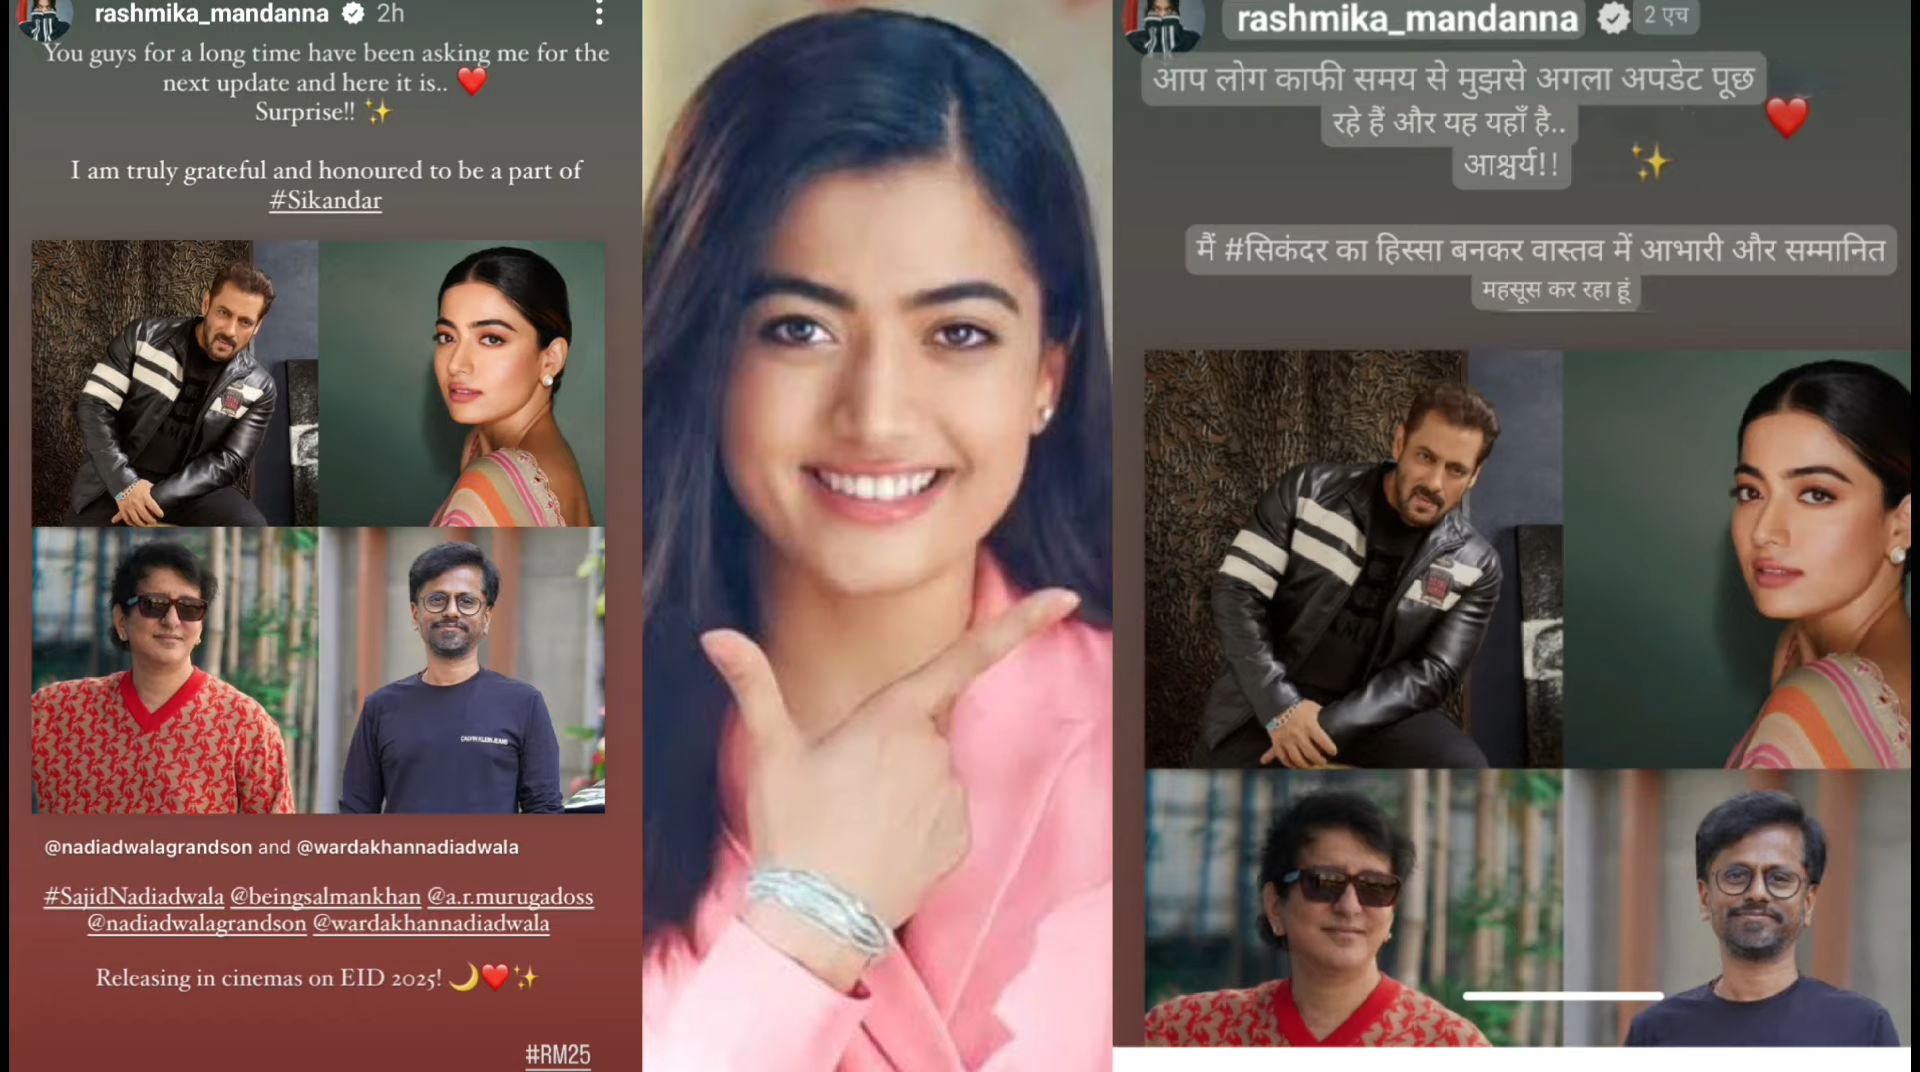 rashmika_mandanna 2h
You guys for a long time have been asking me for the
next update and here it is.. ❤️
Surprise!! ✨
I am truly grateful and honoured to be a part of
#Sikandar
CALVIN KLEIN JEANS
@nadiadwalagrandson and @wardakhannadiadwala
#SajidNadiadwala @beingsalmankhan @a.r.murugadoss
@nadiadwalagrandson @wardakhannadiadwala
Releasing in cinemas on EID 2025! 🌙❤️✨
#RM25
rashmika_mandanna 2 एच
आप लोग काफी समय से मुझसे अगला अपडेट पूछ
रहे हैं और यह यहाँ है.. ❤️
आश्चर्य!! ✨
मैं #सिकंदर का हिस्सा बनकर वास्तव में आभारी और सम्मानित
महसूस कर रहा हूं